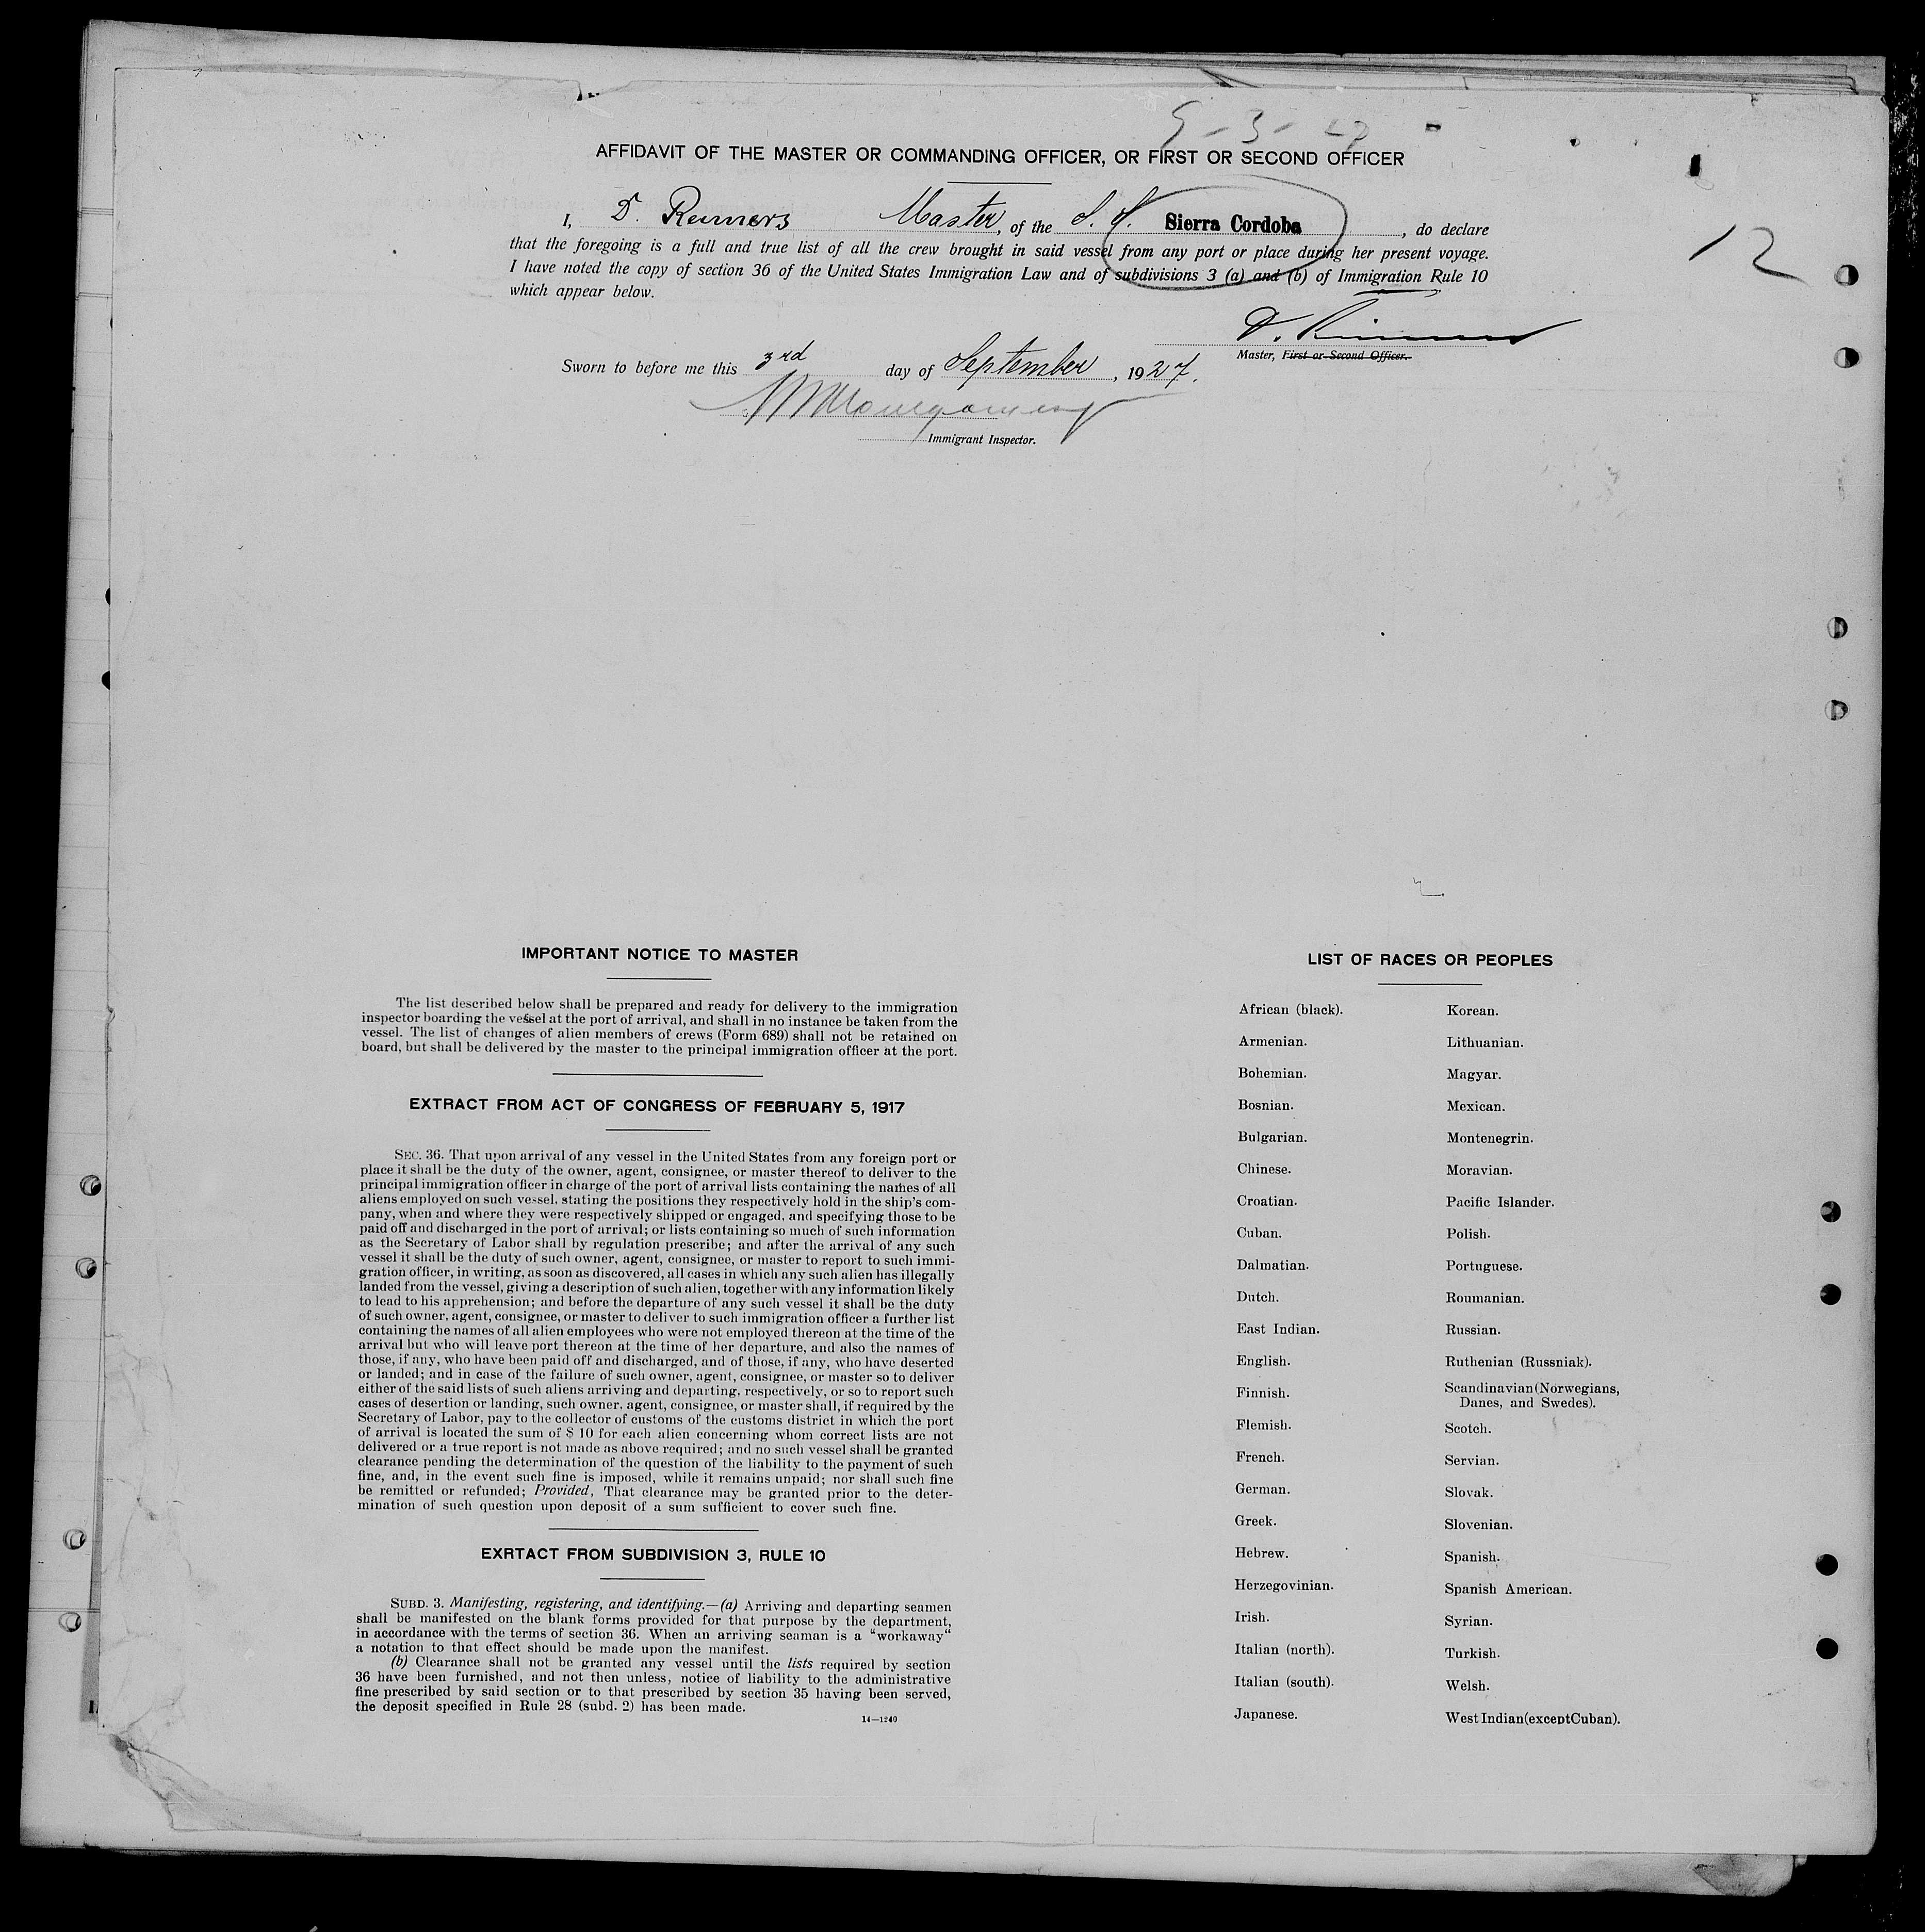 9-3-27
AFFIDAVIT OF THE MASTER OR COMMANDING OFFICER, OR FIRST OR SECOND OFFICER
I, D. Reimers Master, of the S. S. Sierra Cordoba, do declare
that the foregoing is a full and true list of all the crew brought in said vessel from any port or place during her present voyage.
I have noted the copy of section 36 of the United States Immigration Law and of subdivisions 3 (a) and (b) of Immigration Rule 10
which appear below.
12
D. Reimers
Master, First or Second Officer.
Sworn to before me this 3rd day of September, 1927.
Montgomery
Immigrant Inspector.
IMPORTANT NOTICE TO MASTER
The list described below shall be prepared and ready for delivery to the immigration
inspector boarding the vessel at the port of arrival, and shall in no instance be taken from the
vessel. The list of changes of alien members of crews (Form 689) shall not be retained on
board, but shall be delivered by the master to the principal immigration officer at the port.
EXTRACT FROM ACT OF CONGRESS OF FEBRUARY 5, 1917
SEC. 36. That upon arrival of any vessel in the United States from any foreign port or
place it shall be the duty of the owner, agent, consignee, or master thereof to deliver to the
principal immigration officer in charge of the port of arrival lists containing the names of all
aliens employed on such vessel, stating the positions they respectively hold in the ship's com-
pany, when and where they were respectively shipped or engaged, and specifying those to be
paid off and discharged in the port of arrival; or lists containing so much of such information
as the Secretary of Labor shall by regulation prescribe; and after the arrival of any such
vessel it shall be the duty of such owner, agent, consignee, or master to report to such immi-
gration officer, in writing, as soon as discovered, all cases in which any such alien has illegally
landed from the vessel, giving a description of such alien, together with any information likely
to lead to his apprehension; and before the departure of any such vessel it shall be the duty
of such owner, agent, consignee, or master to deliver to such immigration officer a further list
containing the names of all alien employees who were not employed thereon at the time of the
arrival but who will leave port thereon at the time of her departure, and also the names of
those, if any, who have been paid off and discharged, and of those, if any, who have deserted
or landed; and in case of the failure of such owner, agent, consignee, or master so to deliver
either of the said lists of such aliens arriving and departing, respectively, or so to report such
cases of desertion or landing, such owner, agent, consignee, or master shall, if required by the
Secretary of Labor, pay to the collector of customs of the customs district in which the port
of arrival is located the sum of $ 10 for each alien concerning whom correct lists are not
delivered or a true report is not made as above required; and no such vessel shall be granted
clearance pending the determination of the question of the liability to the payment of such
fine, and, in the event such fine is imposed, while it remains unpaid; nor shall such fine
be remitted or refunded; Provided, That clearance may be granted prior to the deter-
mination of such question upon deposit of a sum sufficient to cover such fine.
EXRTACT FROM SUBDIVISION 3, RULE 10
SUBD. 3. Manifesting, registering, and identifying.—(a) Arriving and departing seamen
shall be manifested on the blank forms provided for that purpose by the department,
in accordance with the terms of section 36. When an arriving seaman is a “workaway“
a notation to that effect should be made upon the manifest.
(b) Clearance shall not be granted any vessel until the lists required by section
36 have been furnished, and not then unless, notice of liability to the administrative
fine prescribed by said section or to that prescribed by section 35 having been served,
the deposit specified in Rule 28 (subd. 2) has been made.
14—1240
LIST OF RACES OR PEOPLES
African (black).
Armenian.
Bohemian.
Bosnian.
Bulgarian.
Chinese.
Croatian.
Cuban.
Dalmatian.
Dutch.
East Indian.
English.
Finnish.
Flemish.
French.
German.
Greek.
Hebrew.
Herzegovinian.
Irish.
Italian (north).
Italian (south).
Japanese.
Korean.
Lithuanian.
Magyar.
Mexican.
Montenegrin.
Moravian.
Pacific Islander.
Polish.
Portuguese.
Roumanian.
Russian.
Ruthenian (Russniak).
Scandinavian (Norwegians,
Danes, and Swedes).
Scotch.
Servian.
Slovak.
Slovenian.
Spanish.
Spanish American.
Syrian.
Turkish.
Welsh.
West Indian (except Cuban).